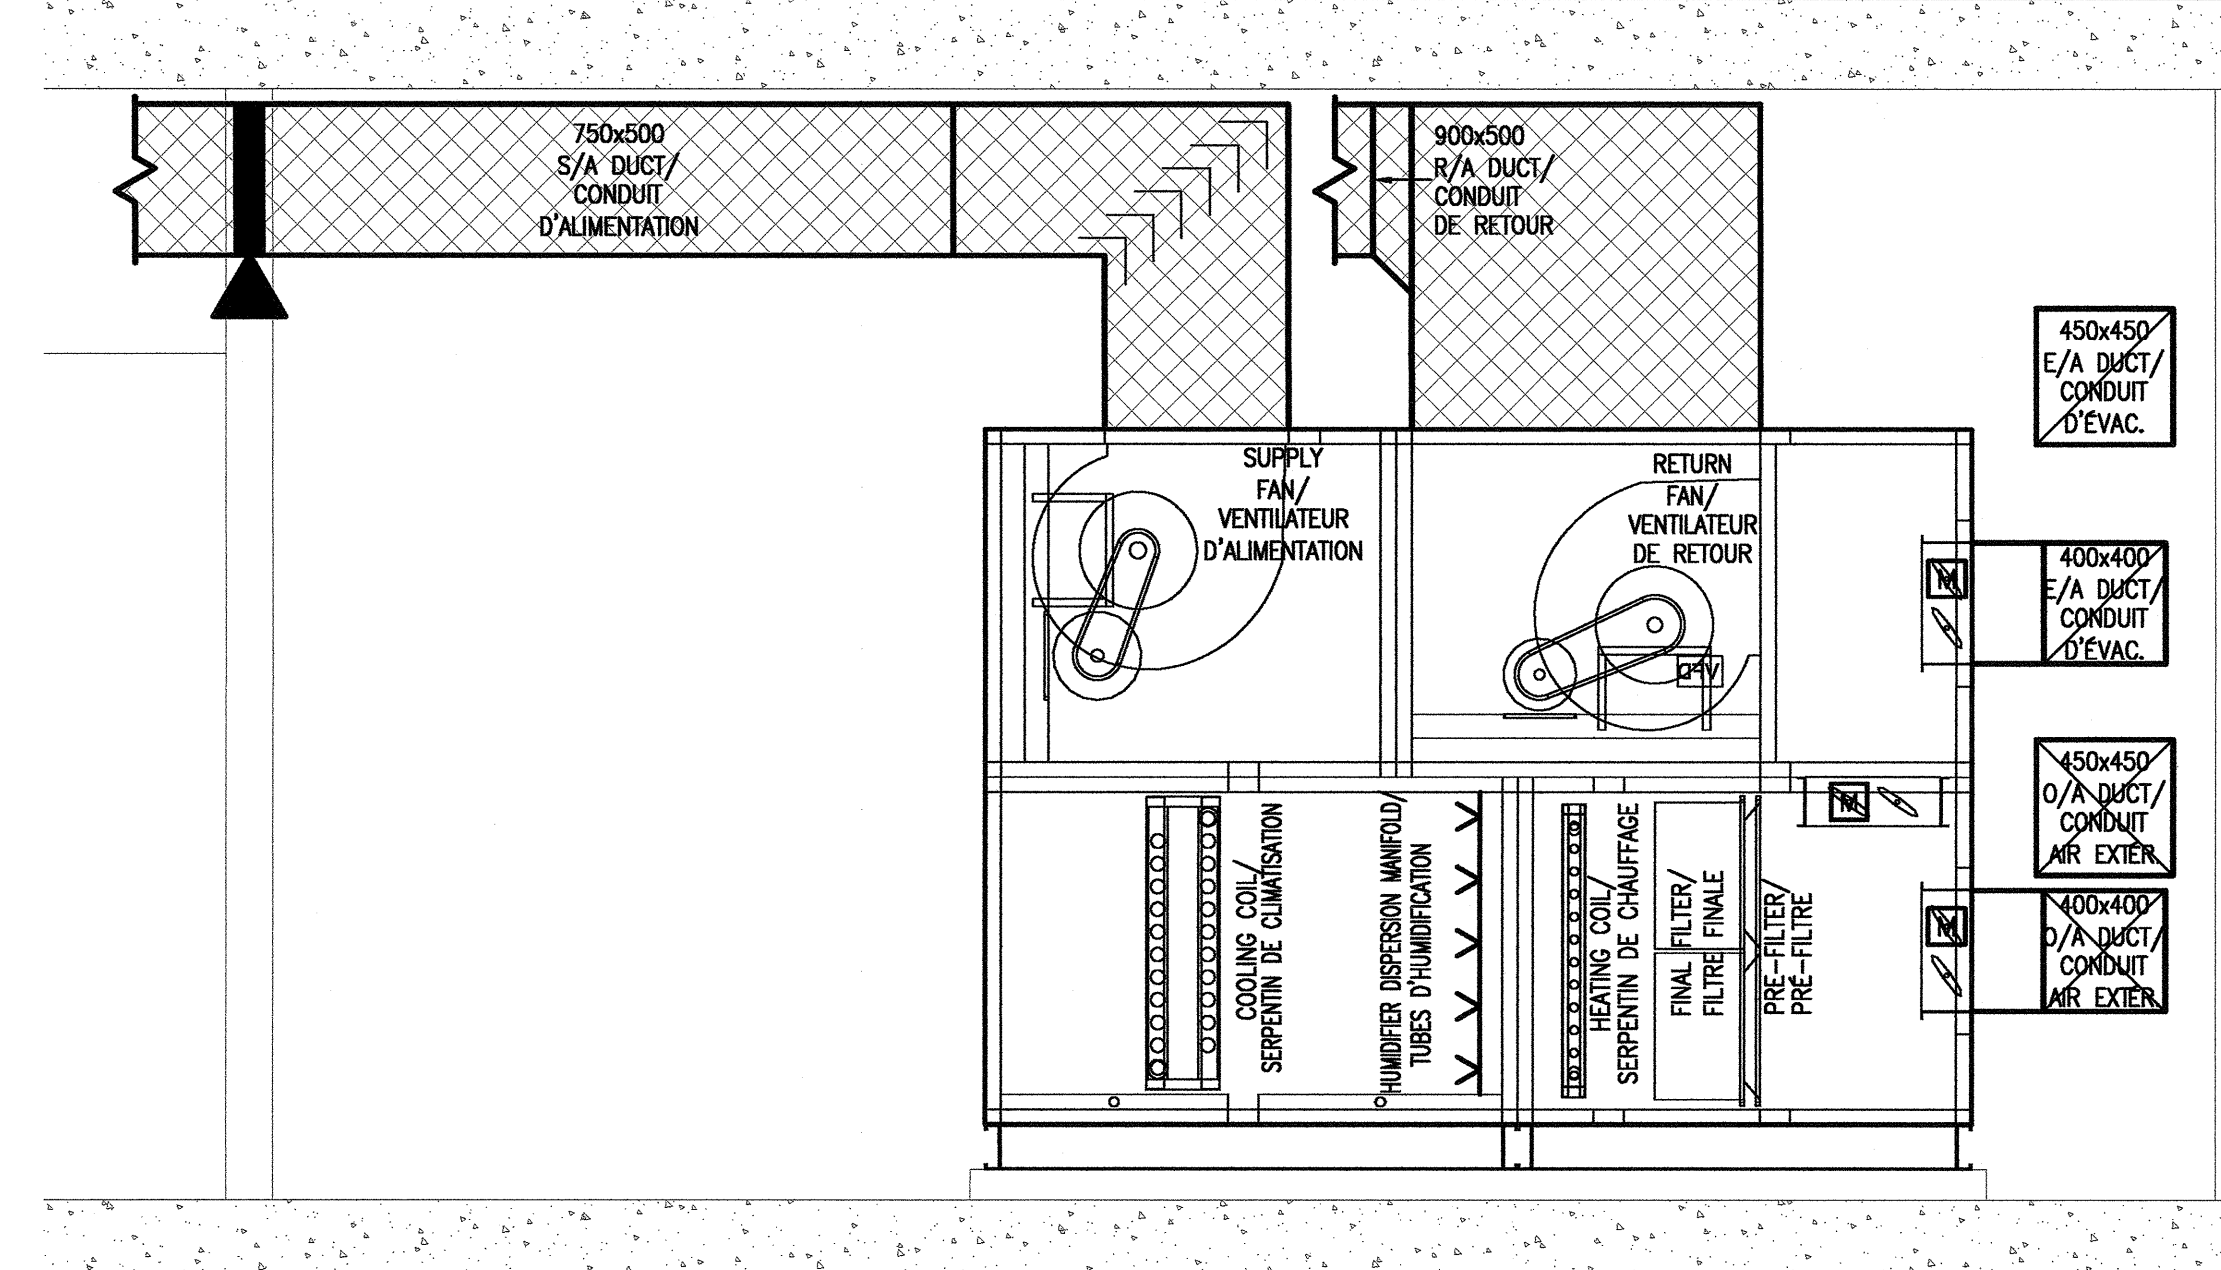 750x500
S/A DUCT/
CONDUIT
D'ALIMENTATION
900x500
R/A DUCT/
CONDUIT
DE RETOUR
450x450
E/A DUCT/
CONDUIT
D'ÉVAC.
SUPPLY
FAN/
VENTILATEUR
D'ALIMENTATION
RETURN
FAN/
VENTILATEUR
DE RETOUR
VFD
M
400x400
E/A DUCT/
CONDUIT
D'ÉVAC.
450x450
O/A DUCT/
CONDUIT
AIR EXTER.
M
COOLING COIL/
SERPENTIN DE CLIMATISATION
HUMIDIFIER DISPERSION MANIFOLD/
TUBES D'HUMIDIFICATION
HEATING COIL/
SERPENTIN DE CHAUFFAGE
FINAL FILTER/
FILTRE FINALE
PRE-FILTER/
PRÉ-FILTRE
M
400x400
O/A DUCT/
CONDUIT
AIR EXTER.